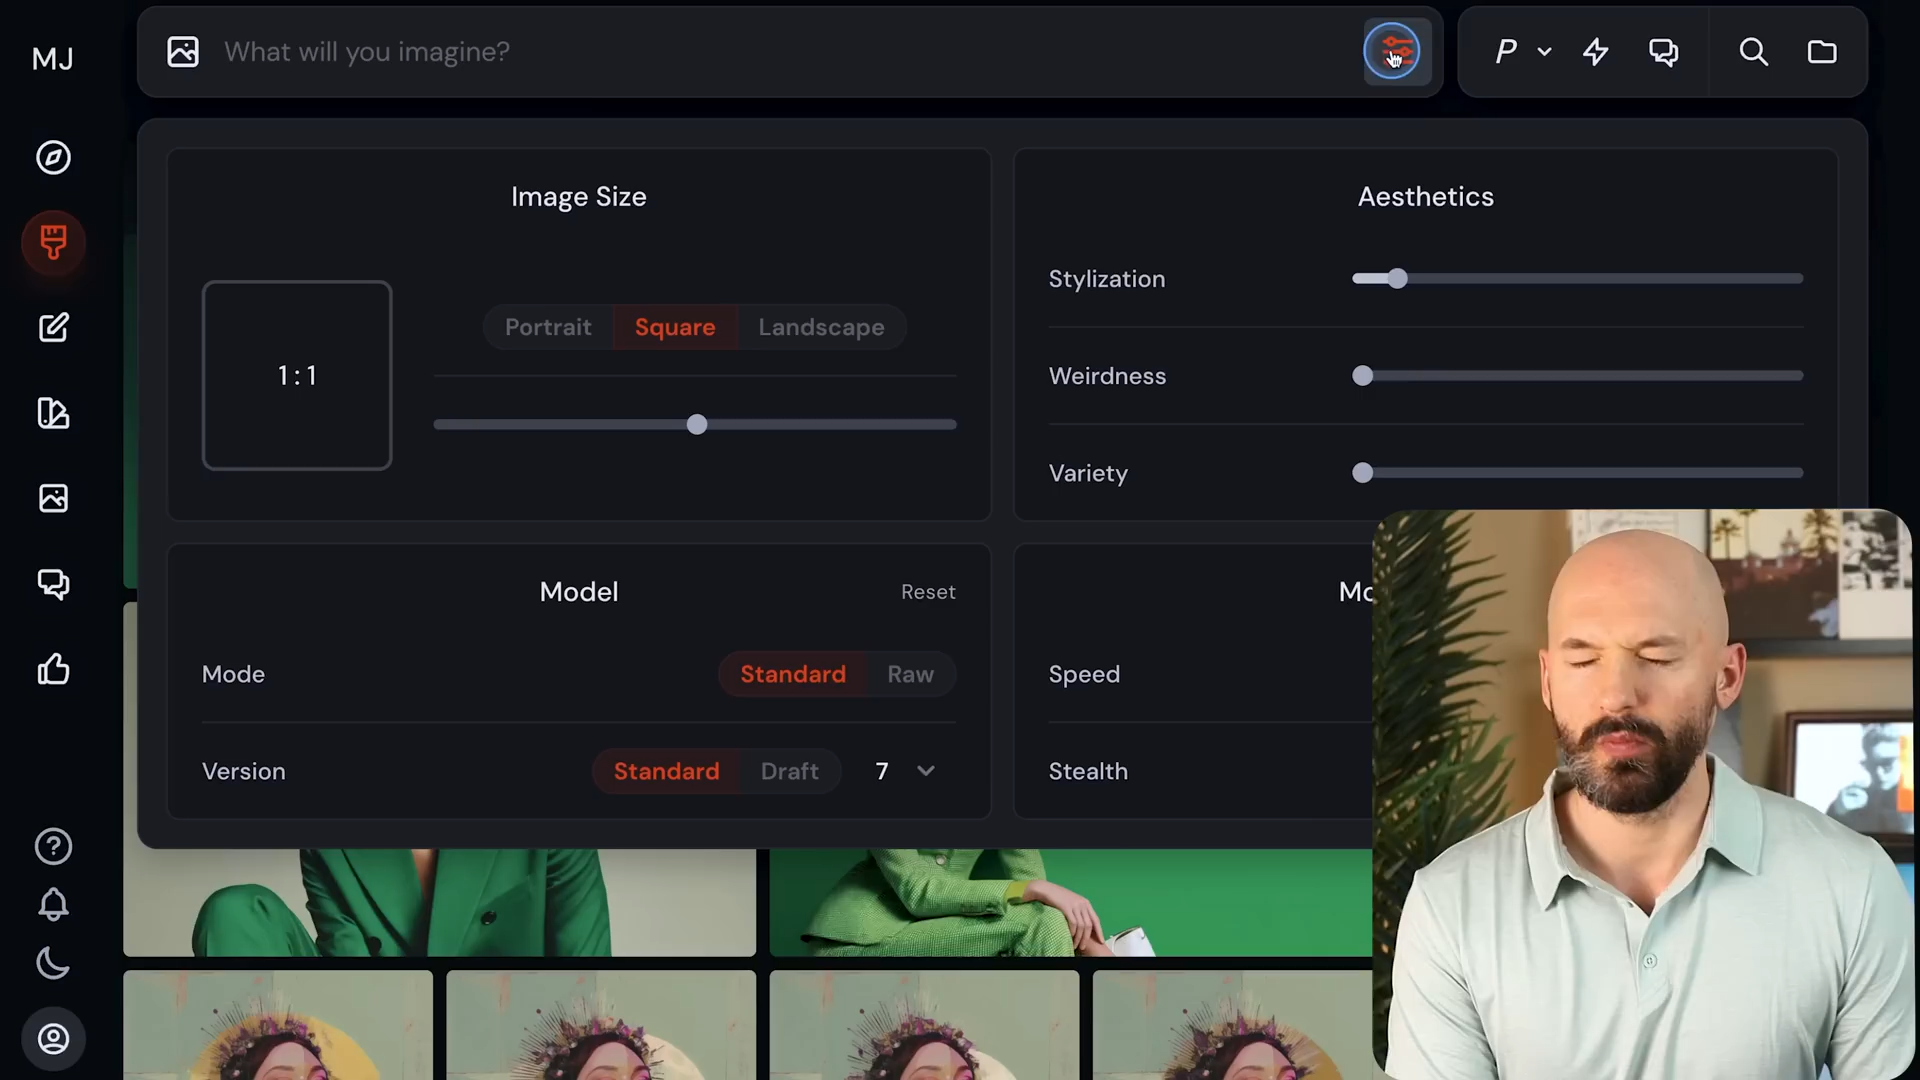 MJ
What will you imagine?
P
Image Size
Portrait Square Landscape
1 : 1
Aesthetics
Stylization
Weirdness
Variety
Model
Reset
Mode
Standard Raw
Version
Standard Draft 7
Speed
Stealth